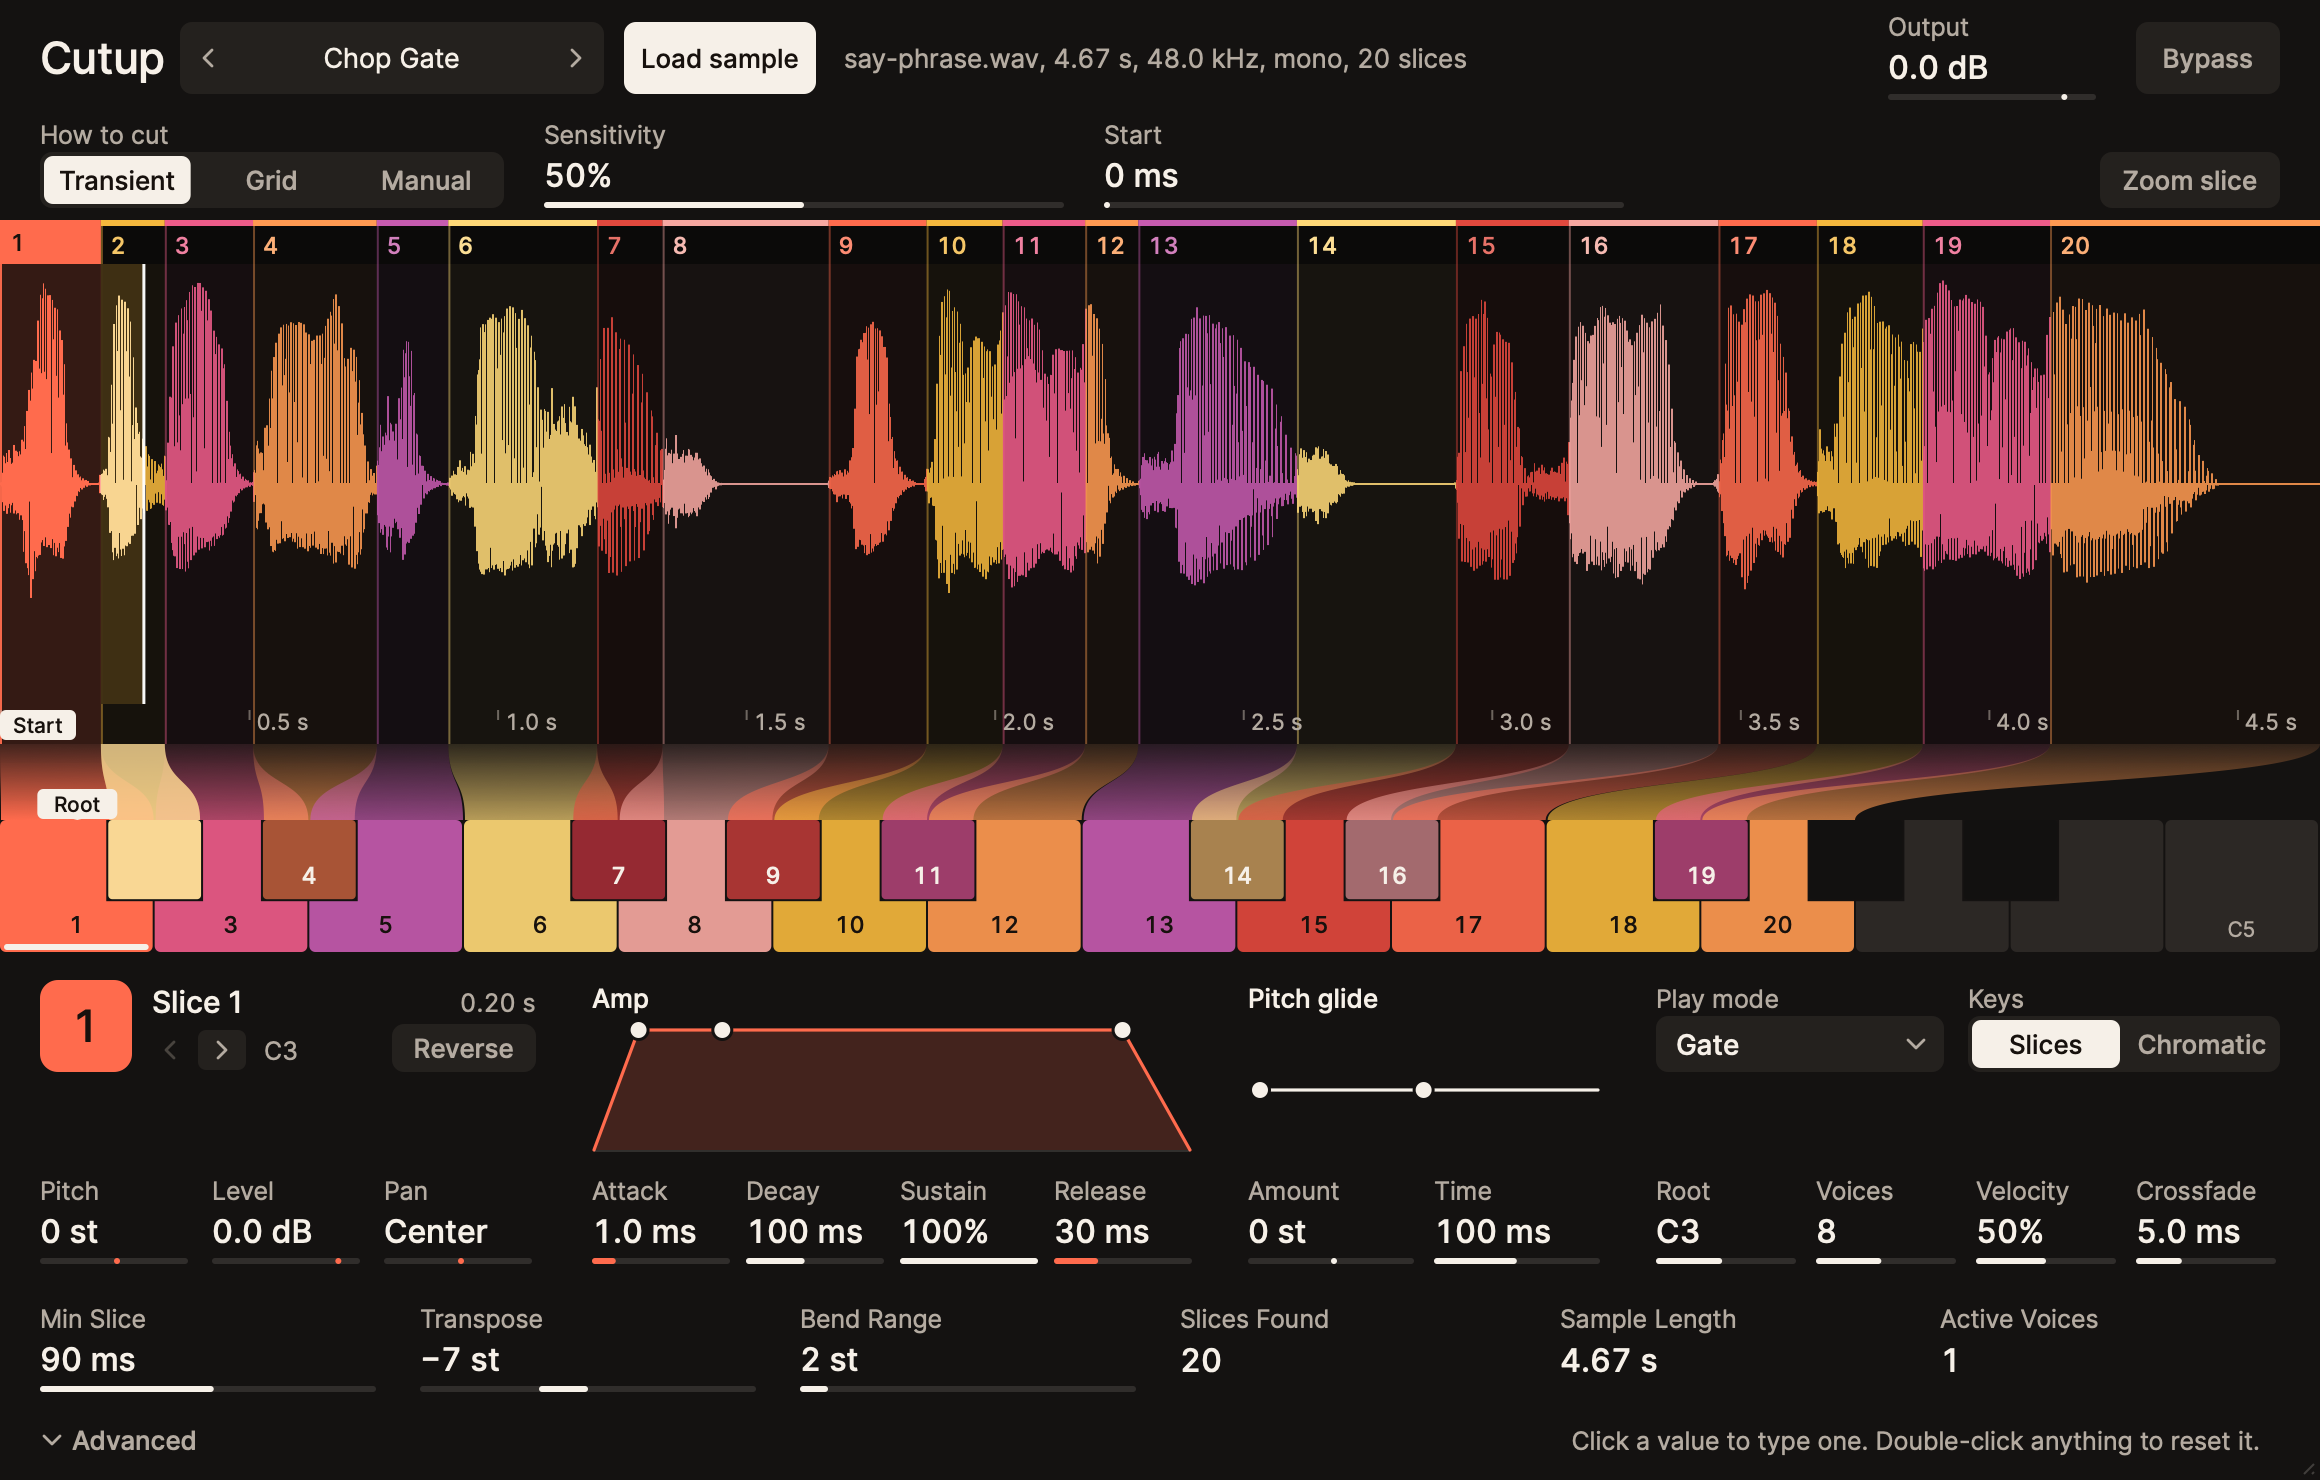 Cutup
Chop Gate
Load sample
say-phrase.wav, 4.67 s, 48.0 kHz, mono, 20 slices
Output
0.0 dB
Bypass
How to cut
Transient Grid Manual
Sensitivity
50%
Start
0 ms
Zoom slice
1 2 3 4 5 6 7 8 9 10 11 12 13 14 15 16 17 18 19 20
Start
0.5 s 1.0 s 1.5 s 2.0 s 2.5 s 3.0 s 3.5 s 4.0 s 4.5 s
Root
4 7 9 11 14 16 19
1 3 5 6 8 10 12 13 15 17 18 20 C5
1
Slice 1
0.20 s
C3
Reverse
Amp
Pitch glide
Play mode
Gate
Keys
Slices Chromatic
Pitch Level Pan Attack Decay Sustain Release Amount Time Root Voices Velocity Crossfade
0 st 0.0 dB Center 1.0 ms 100 ms 100% 30 ms 0 st 100 ms C3 8 50% 5.0 ms
Min Slice Transpose Bend Range Slices Found Sample Length Active Voices
90 ms −7 st 2 st 20 4.67 s 1
Advanced
Click a value to type one. Double-click anything to reset it.